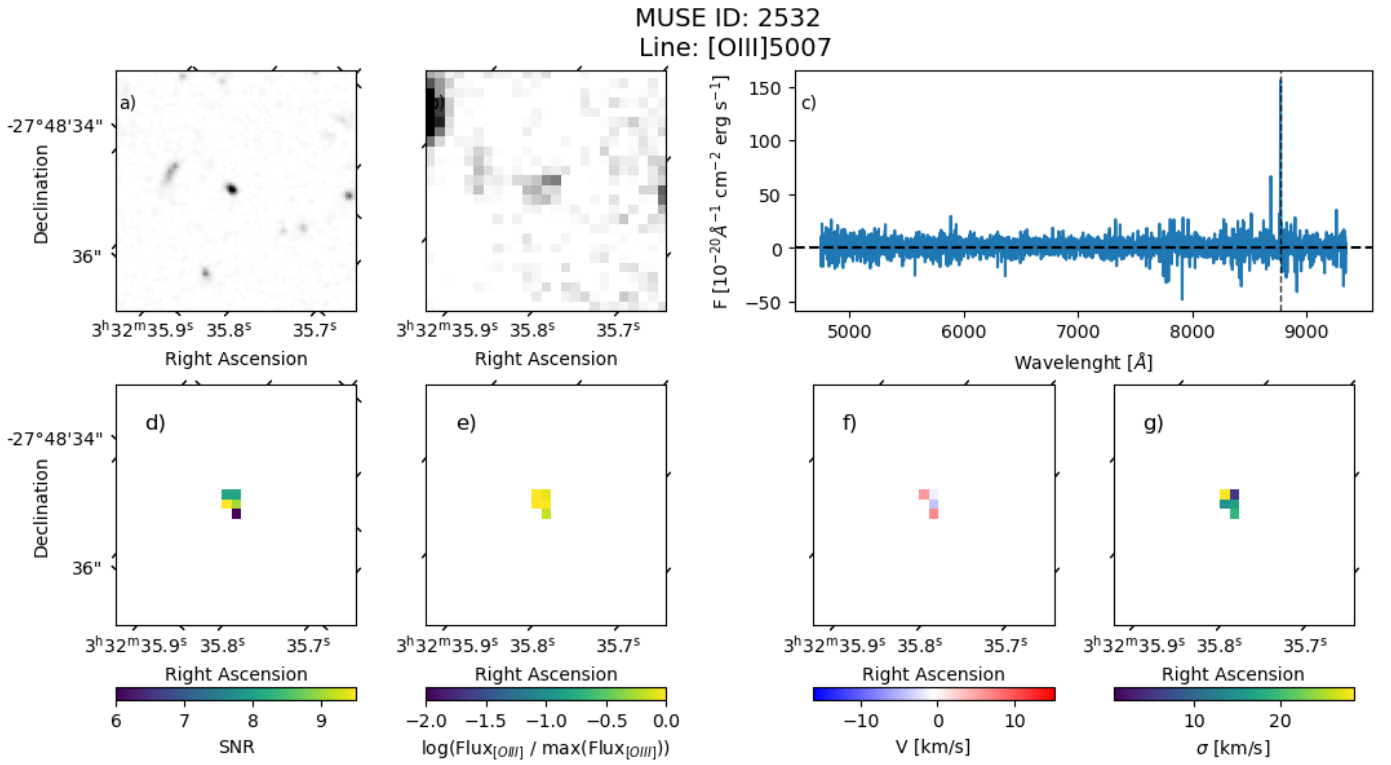 MUSE ID: 2532
Line: [OIII]5007
a)
b)
c)
-27°48'34"
36"
Declination
3ʰ32ᵐ35.9ˢ 35.8ˢ 35.7ˢ
Right Ascension
3ʰ32ᵐ35.9ˢ 35.8ˢ 35.7ˢ
Right Ascension
F [10⁻²⁰Å⁻¹ cm⁻² erg s⁻¹]
150
100
50
0
−50
5000 6000 7000 8000 9000
Wavelenght [Å]
d)
e)
f)
g)
-27°48'34"
36"
Declination
3ʰ32ᵐ35.9ˢ 35.8ˢ 35.7ˢ
Right Ascension
3ʰ32ᵐ35.9ˢ 35.8ˢ 35.7ˢ
Right Ascension
3ʰ32ᵐ35.9ˢ 35.8ˢ 35.7ˢ
Right Ascension
3ʰ32ᵐ35.9ˢ 35.8ˢ 35.7ˢ
Right Ascension
6 7 8 9
SNR
−2.0 −1.5 −1.0 −0.5 0.0
log(Flux[OIII] / max(Flux[OIII]))
−10 0 10
V [km/s]
10 20
σ [km/s]